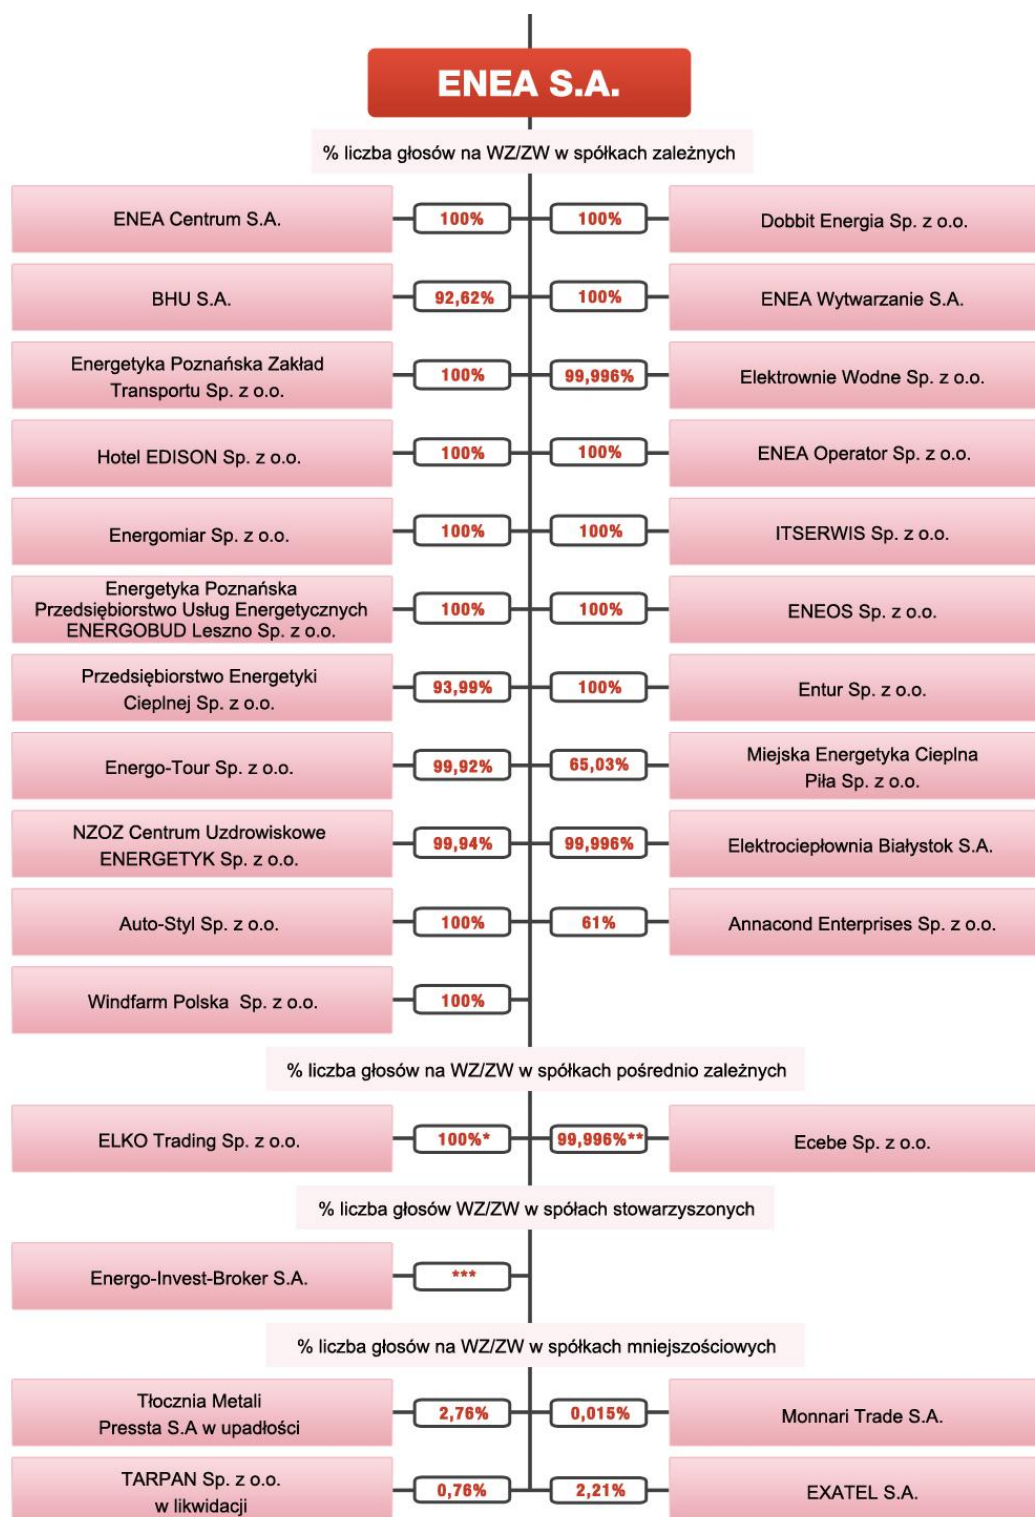 ENEA S.A.
% liczba głosów na WZ/ZW w spółkach zależnych
ENEA Centrum S.A.
100%
100%
Dobbit Energia Sp. z o.o.
BHU S.A.
92,62%
100%
ENEA Wytwarzanie S.A.
Energetyka Poznańska Zakład
Transportu Sp. z o.o.
100%
99,996%
Elektrownie Wodne Sp. z o.o.
Hotel EDISON Sp. z o.o.
100%
100%
ENEA Operator Sp. z o.o.
Energomiar Sp. z o.o.
100%
100%
ITSERWIS Sp. z o.o.
Energetyka Poznańska
Przedsiębiorstwo Usług Energetycznych
ENERGOBUD Leszno Sp. z o.o.
100%
100%
ENEOS Sp. z o.o.
Przedsiębiorstwo Energetyki
Cieplnej Sp. z o.o.
93,99%
100%
Entur Sp. z o.o.
Energo-Tour Sp. z o.o.
99,92%
65,03%
Miejska Energetyka Cieplna
Piła Sp. z o.o.
NZOZ Centrum Uzdrowiskowe
ENERGETYK Sp. z o.o.
99,94%
99,996%
Elektrociepłownia Białystok S.A.
Auto-Styl Sp. z o.o.
100%
61%
Annacond Enterprises Sp. z o.o.
Windfarm Polska  Sp. z o.o.
100%
% liczba głosów na WZ/ZW w spółkach pośrednio zależnych
ELKO Trading Sp. z o.o.
100%*
99,996%**
Ecebe Sp. z o.o.
% liczba głosów WZ/ZW w spółach stowarzyszonych
Energo-Invest-Broker S.A.
***
% liczba głosów na WZ/ZW w spółkach mniejszościowych
Tłocznia Metali
Pressta S.A w upadłości
2,76%
0,015%
Monnari Trade S.A.
TARPAN Sp. z o.o.
w likwidacji
0,76%
2,21%
EXATEL S.A.